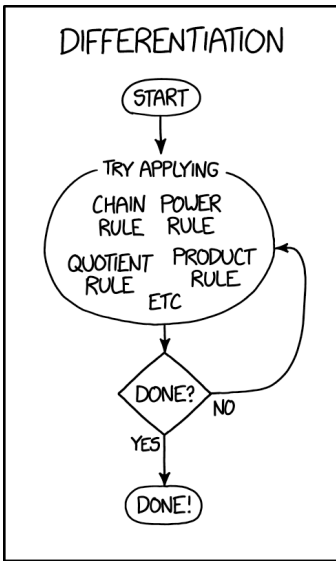 DIFFERENTIATION
START
TRY APPLYING
CHAIN RULE
POWER RULE
QUOTIENT RULE
PRODUCT RULE
ETC
DONE?
NO
YES
DONE!